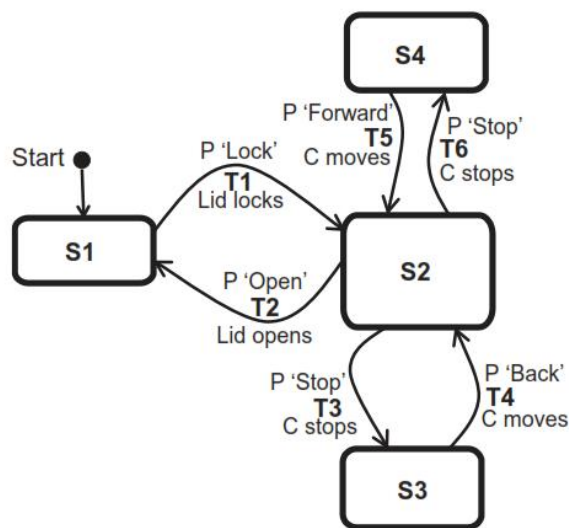 S4
P ‘Forward’
T5
C moves
P ‘Stop’
T6
C stops
P ‘Lock’
T1
Lid locks
Start
S1
S2
P ‘Open’
T2
Lid opens
P ‘Stop’
T3
C stops
P ‘Back’
T4
C moves
S3